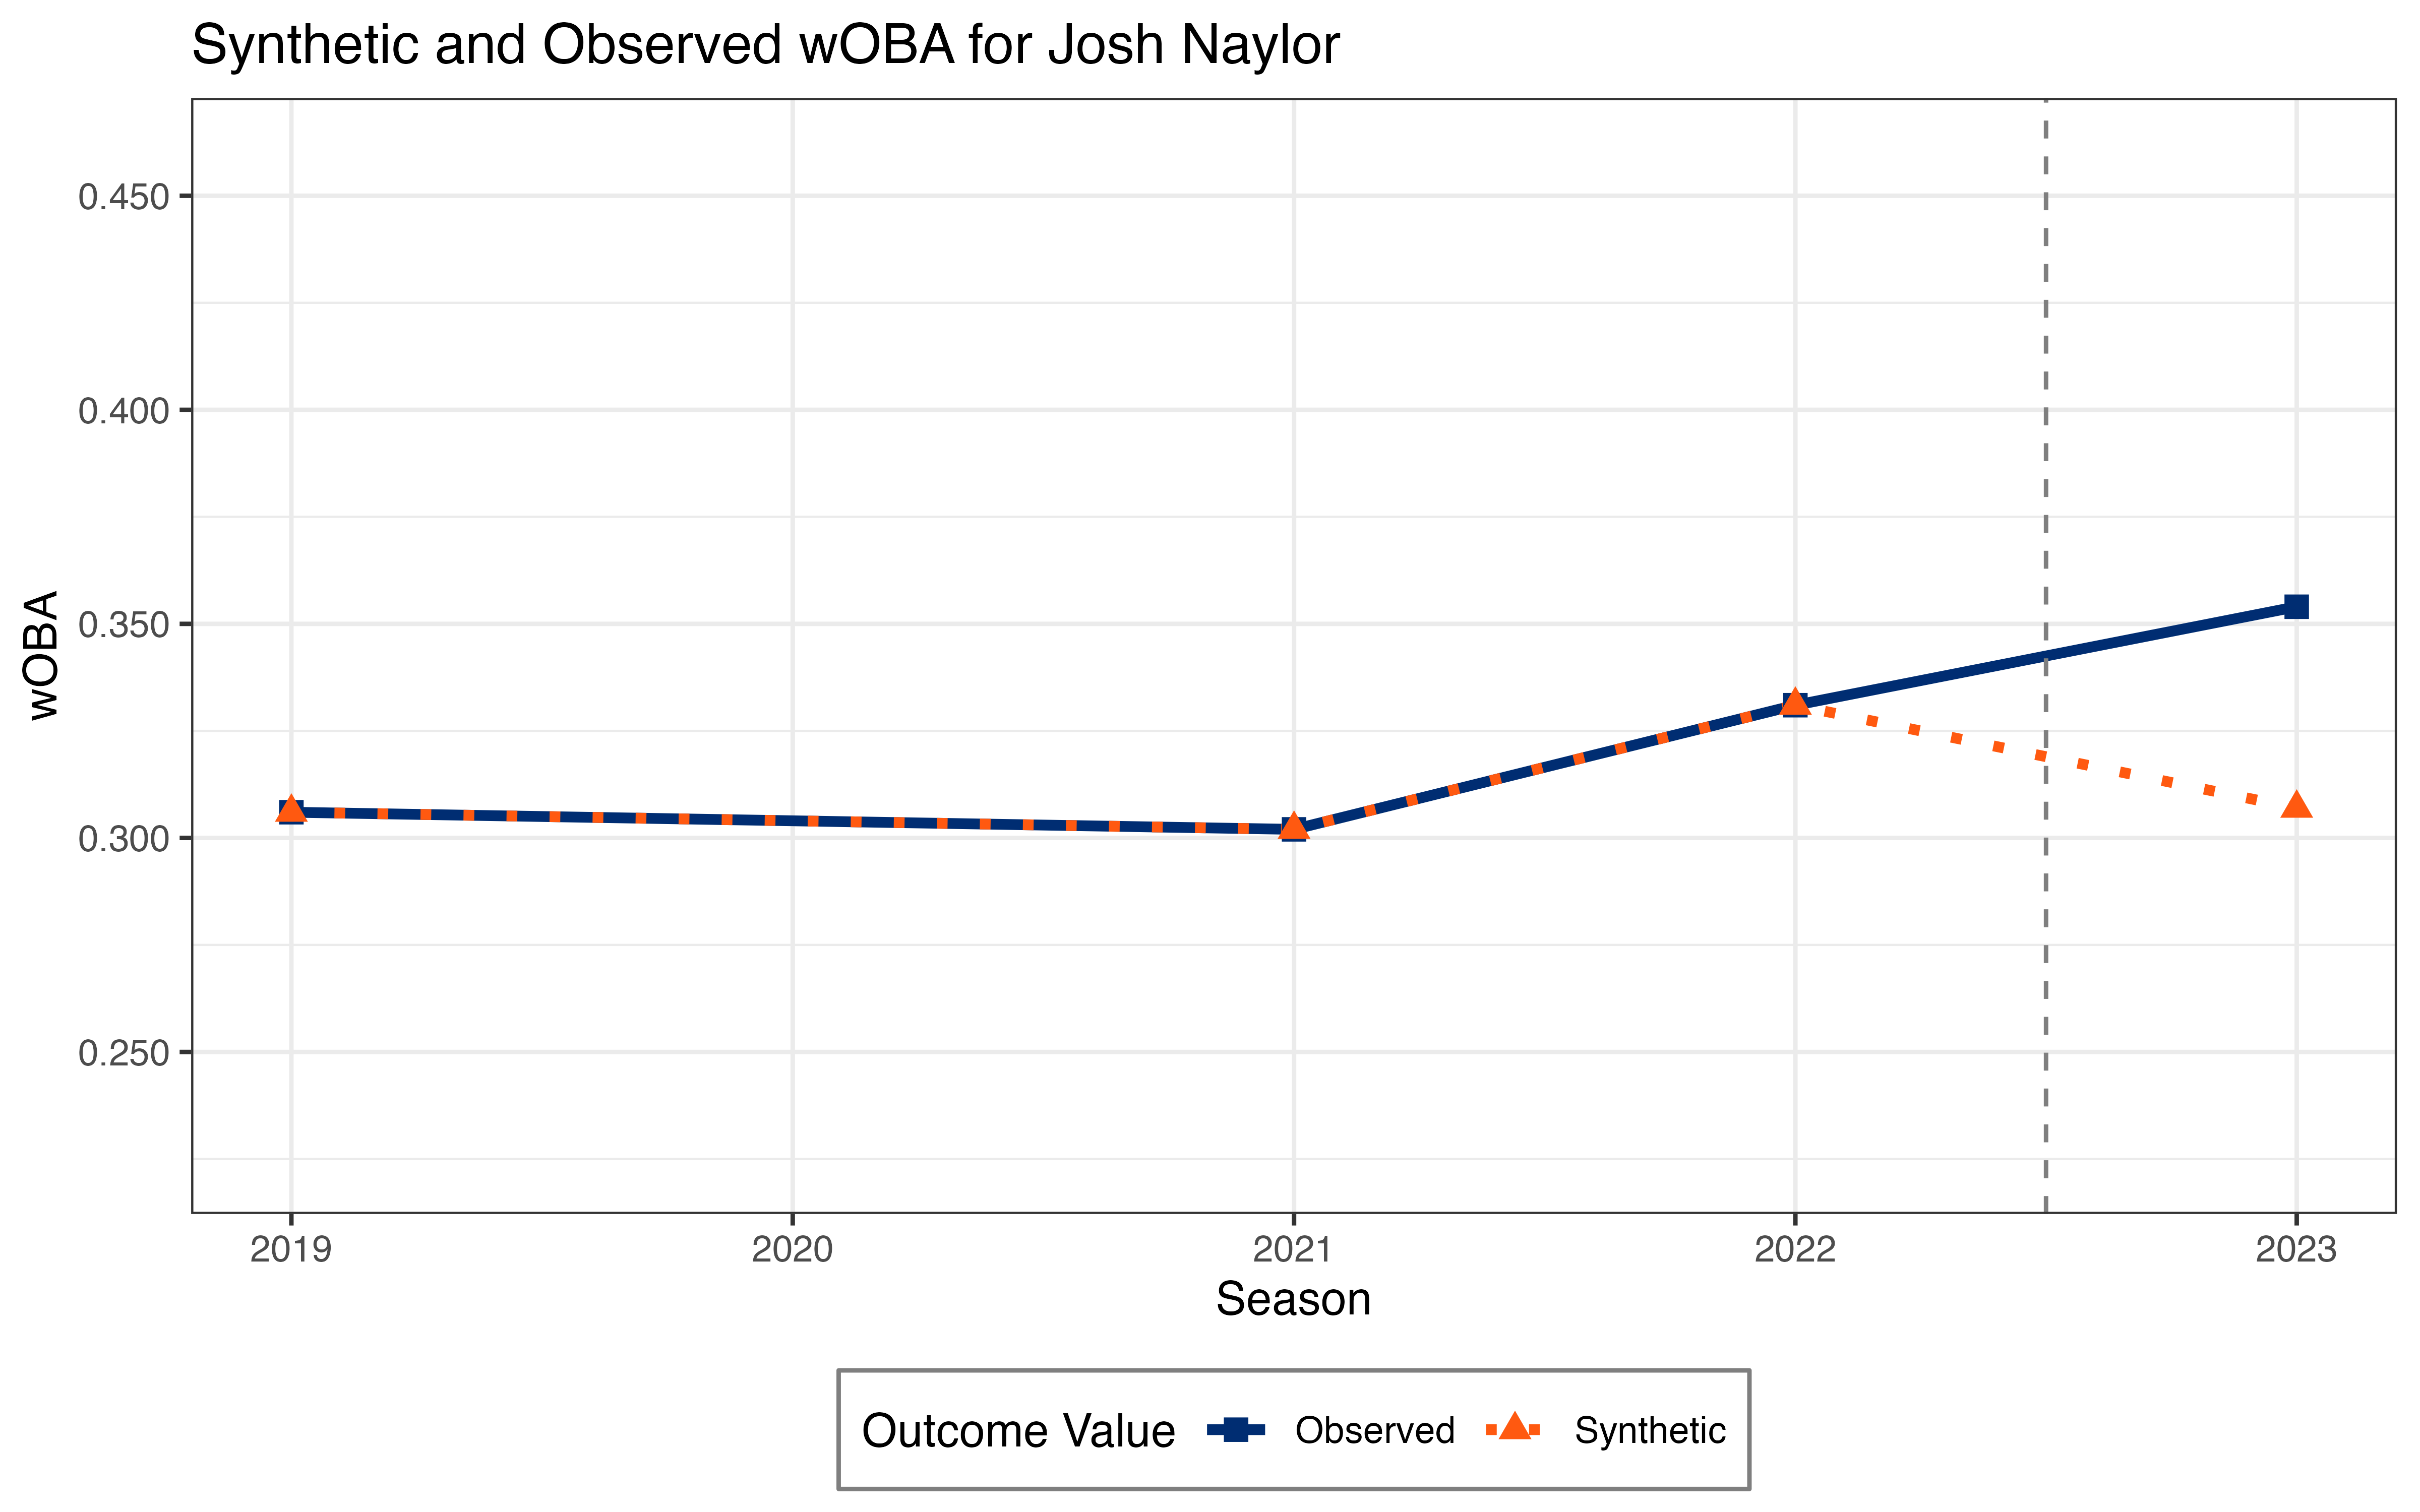 Synthetic and Observed wOBA for Josh Naylor
wOBA
0.450
0.400
0.350
0.300
0.250
2019 2020 2021 2022 2023
Season
Outcome Value Observed Synthetic